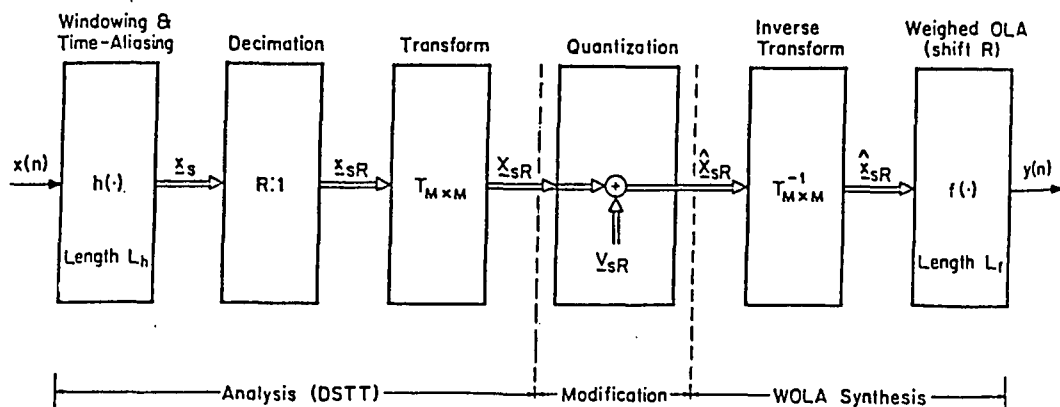 Windowing &
Time-Aliasing
Decimation
Transform
Quantization
Inverse
Transform
Weighed OLA
(shift R)
x(n)
h(·)
Length L_h
x_s
R:1
x_sR
T_M×M
X_sR
+
V_sR
X̂_sR
T⁻¹_M×M
x̂_sR
f(·)
Length L_f
y(n)
Analysis (DSTT)
Modification
WOLA Synthesis